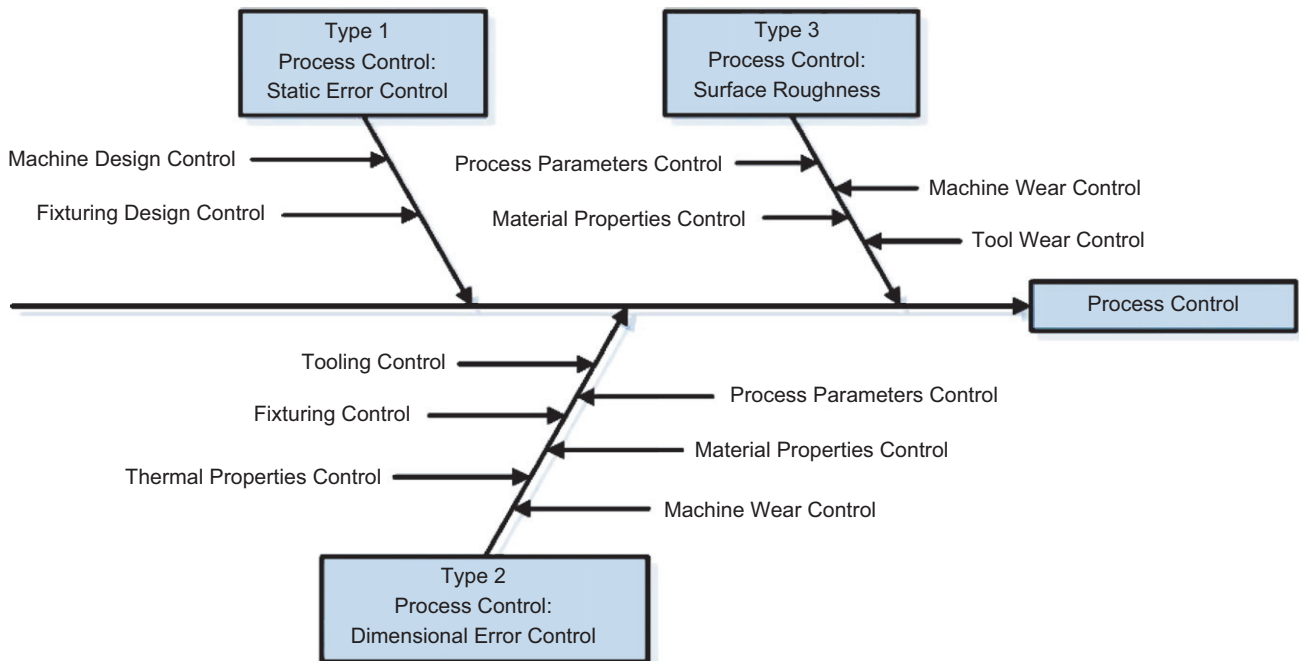 Type 1
Process Control:
Static Error Control
Type 3
Process Control:
Surface Roughness
Machine Design Control
Fixturing Design Control
Process Parameters Control
Machine Wear Control
Material Properties Control
Tool Wear Control
Process Control
Tooling Control
Process Parameters Control
Fixturing Control
Material Properties Control
Thermal Properties Control
Machine Wear Control
Type 2
Process Control:
Dimensional Error Control